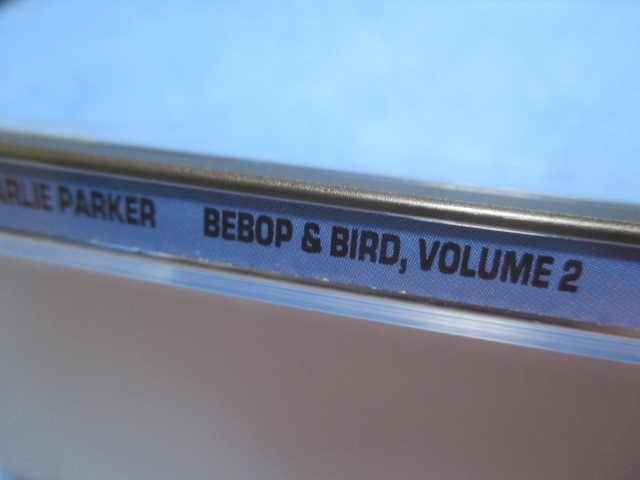 ARLIE PARKER BEBOP & BIRD, VOLUME 2